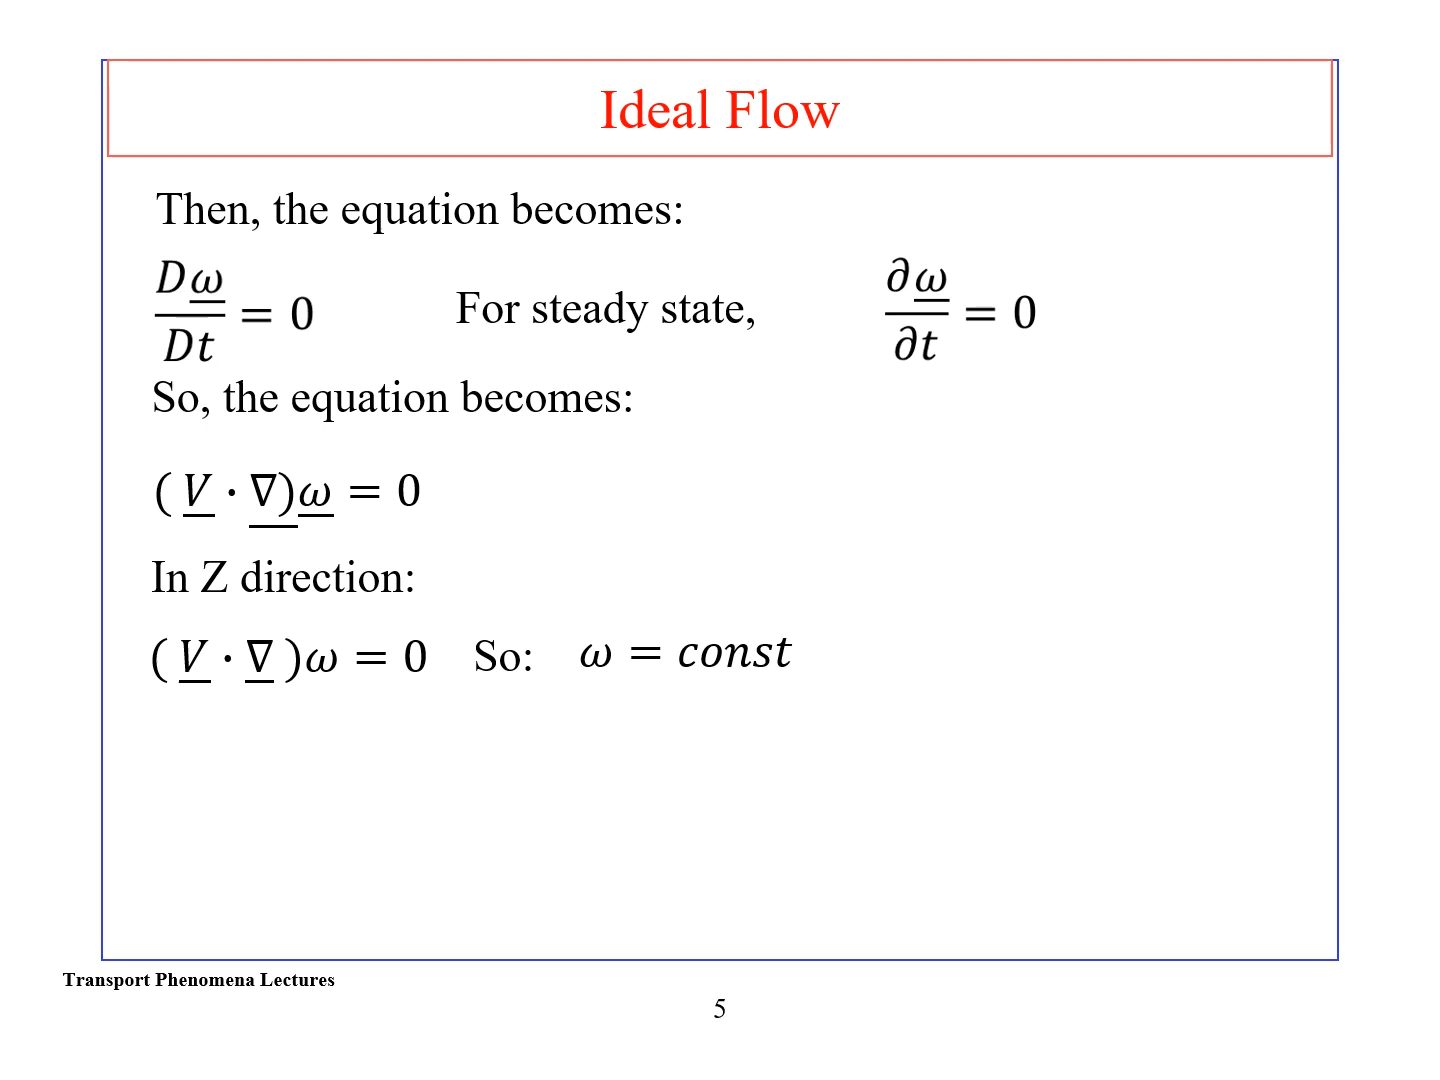 Ideal Flow
Then, the equation becomes:
Dω/Dt = 0 For steady state, ∂ω/∂t = 0
So, the equation becomes:
(V · ∇)ω = 0
In Z direction:
(V · ∇)ω = 0 So: ω = const
Transport Phenomena Lectures
5